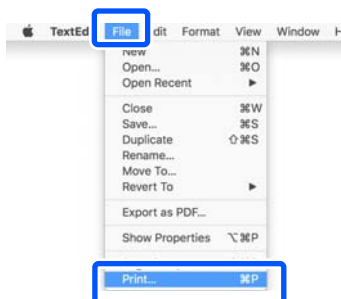 TextEd File dit Format View Window H
New ⌘N
Open... ⌘O
Open Recent ▶
Close ⌘W
Save... ⌘S
Duplicate ⇧⌘S
Rename...
Move To...
Revert To ▶
Export as PDF...
Show Properties ⌥⌘P
Print... ⌘P